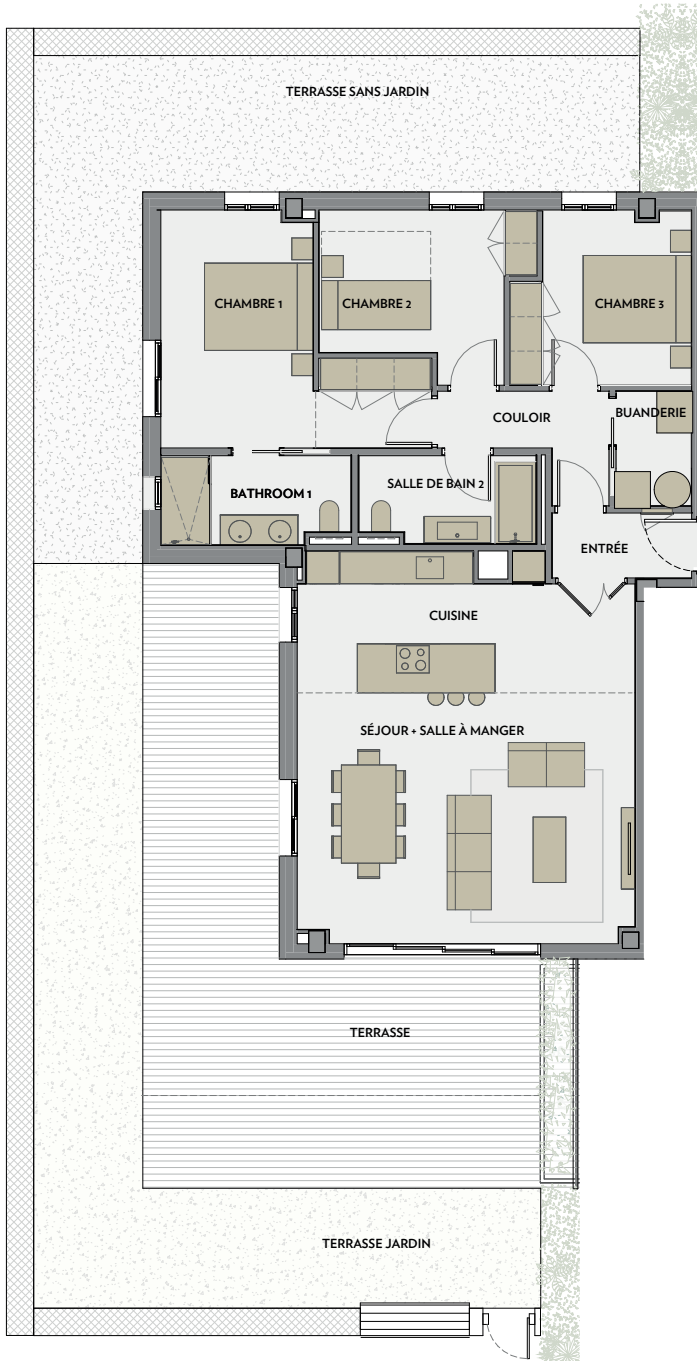 TERRASSE SANS JARDIN
CHAMBRE 1
CHAMBRE 2
CHAMBRE 3
COULOIR
BUANDERIE
BATHROOM 1
SALLE DE BAIN 2
ENTRÉE
CUISINE
SÉJOUR + SALLE À MANGER
TERRASSE
TERRASSE JARDIN